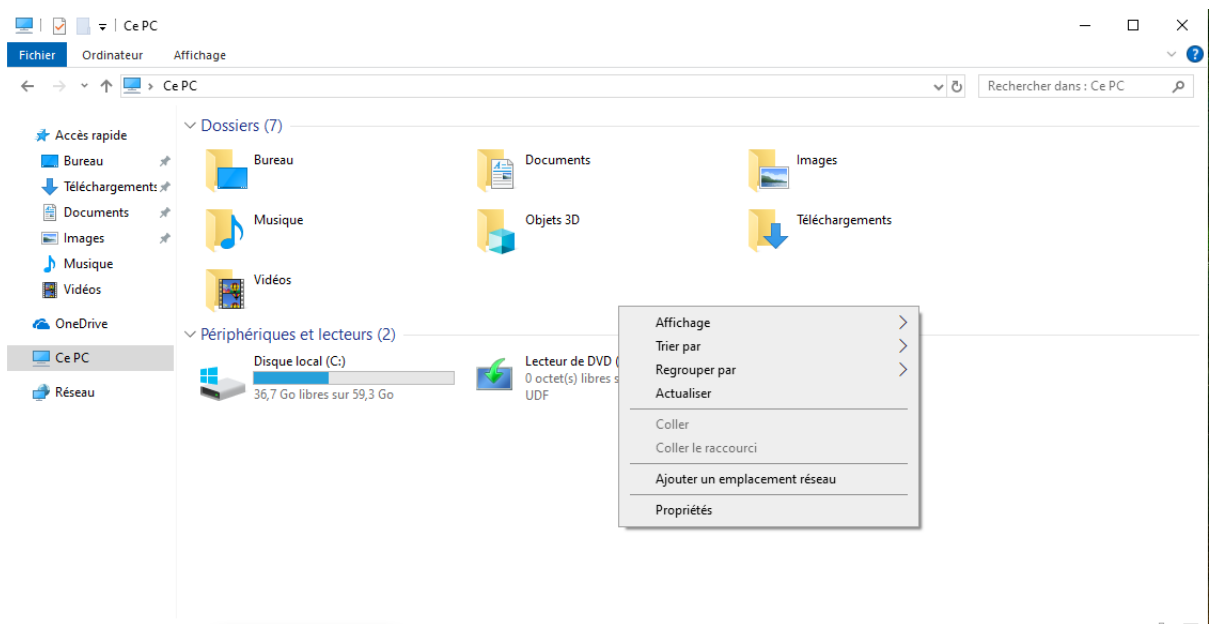 Ce PC
Fichier Ordinateur Affichage
Ce PC
Rechercher dans : Ce PC
Accès rapide
Bureau
Téléchargements
Documents
Images
Musique
Vidéos
OneDrive
Ce PC
Réseau
Dossiers (7)
Bureau
Documents
Images
Musique
Objets 3D
Téléchargements
Vidéos
Périphériques et lecteurs (2)
Disque local (C:)
36,7 Go libres sur 59,3 Go
Lecteur de DVD (
0 octet(s) libres s
UDF
Affichage
Trier par
Regrouper par
Actualiser
Coller
Coller le raccourci
Ajouter un emplacement réseau
Propriétés